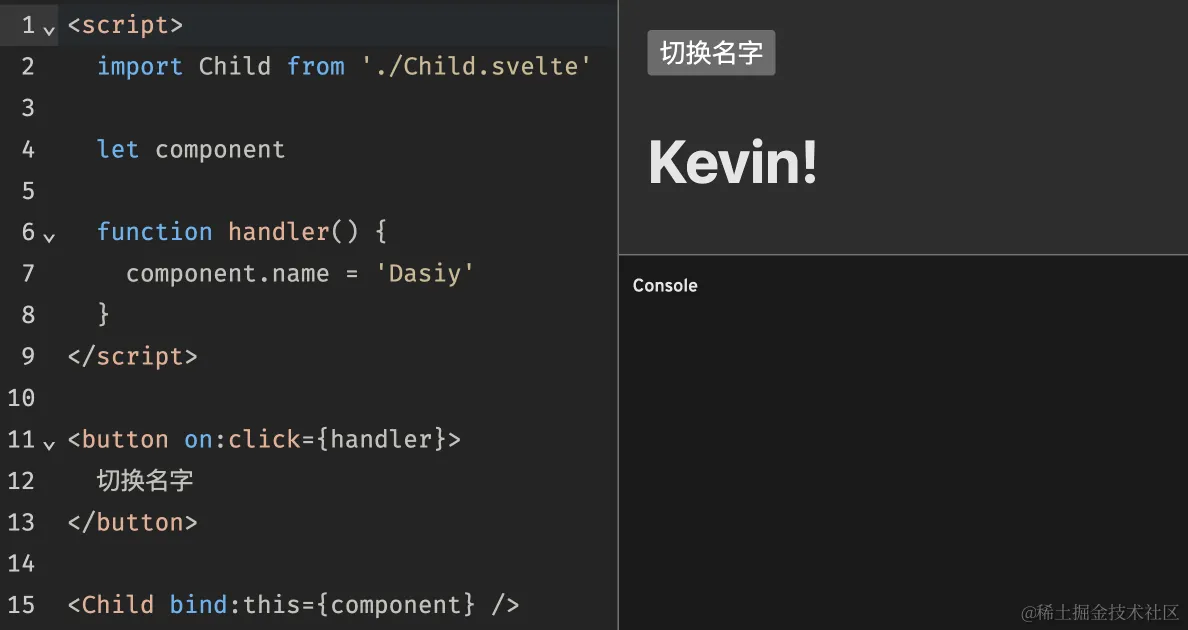 1 <script>
2 import Child from './Child.svelte'
3
4 let component
5
6 function handler() {
7 component.name = 'Dasiy'
8 }
9 </script>
10
11 <button on:click={handler}>
12 切换名字
13 </button>
14
15 <Child bind:this={component} />
切换名字
Kevin!
Console
@稀土掘金技术社区